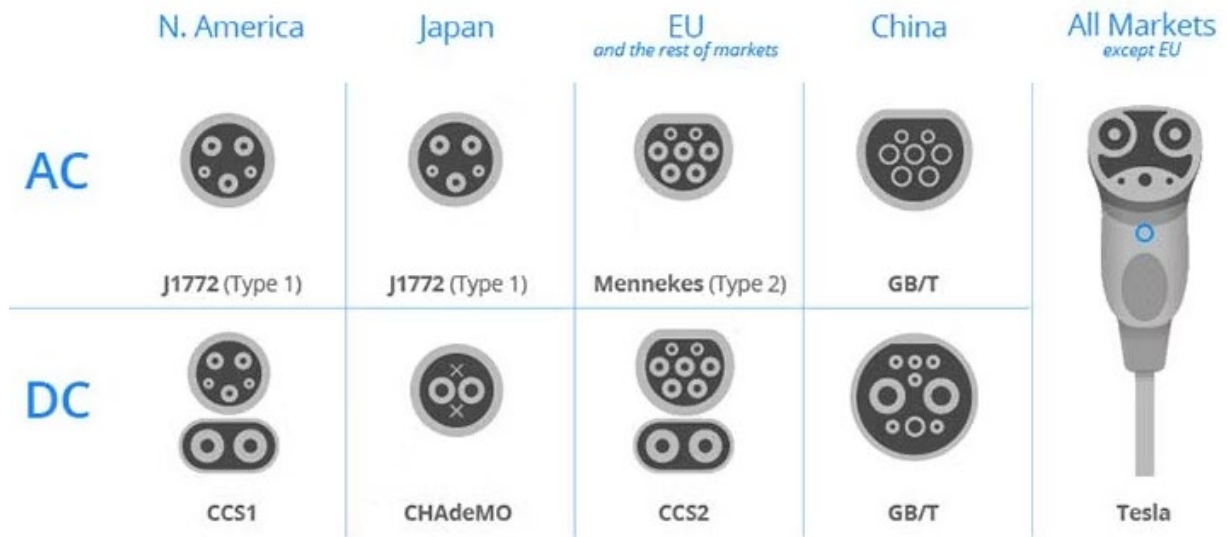 N. America Japan EU China All Markets
and the rest of markets except EU
AC
J1772 (Type 1) J1772 (Type 1) Mennekes (Type 2) GB/T
DC
CCS1 CHAdeMO CCS2 GB/T Tesla